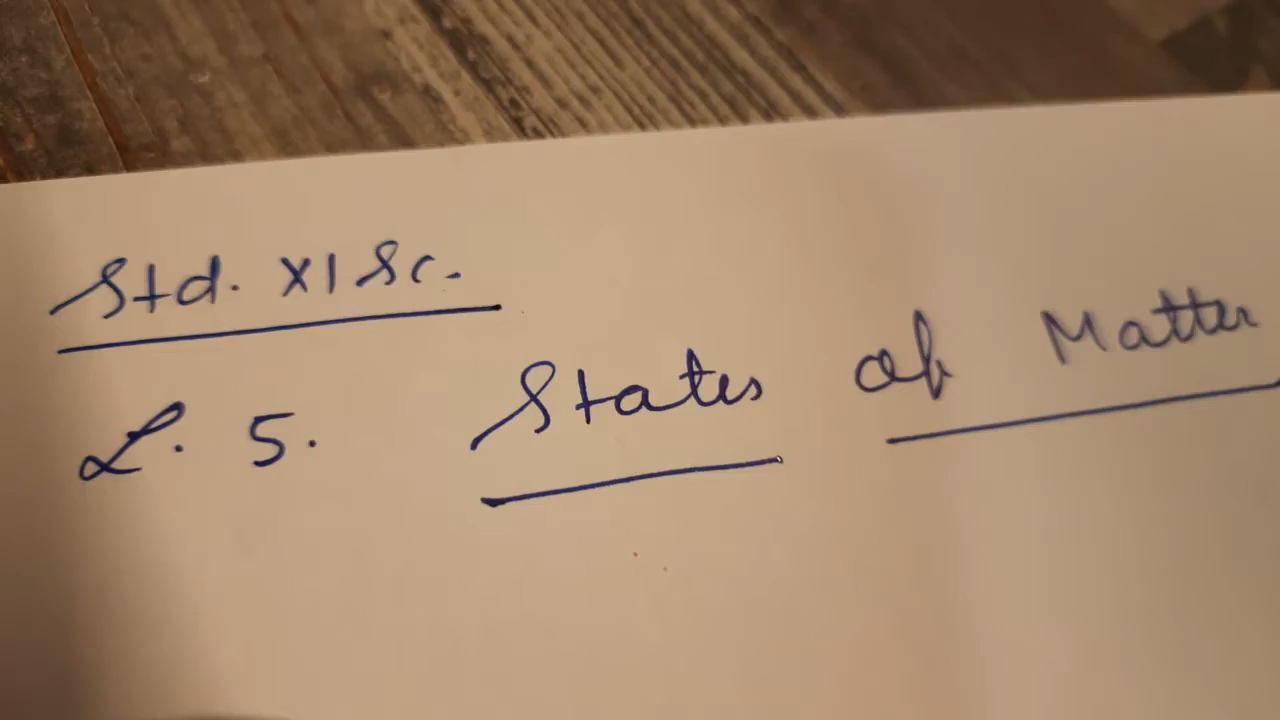 Std. XI Sc.
L. 5. States of Matter